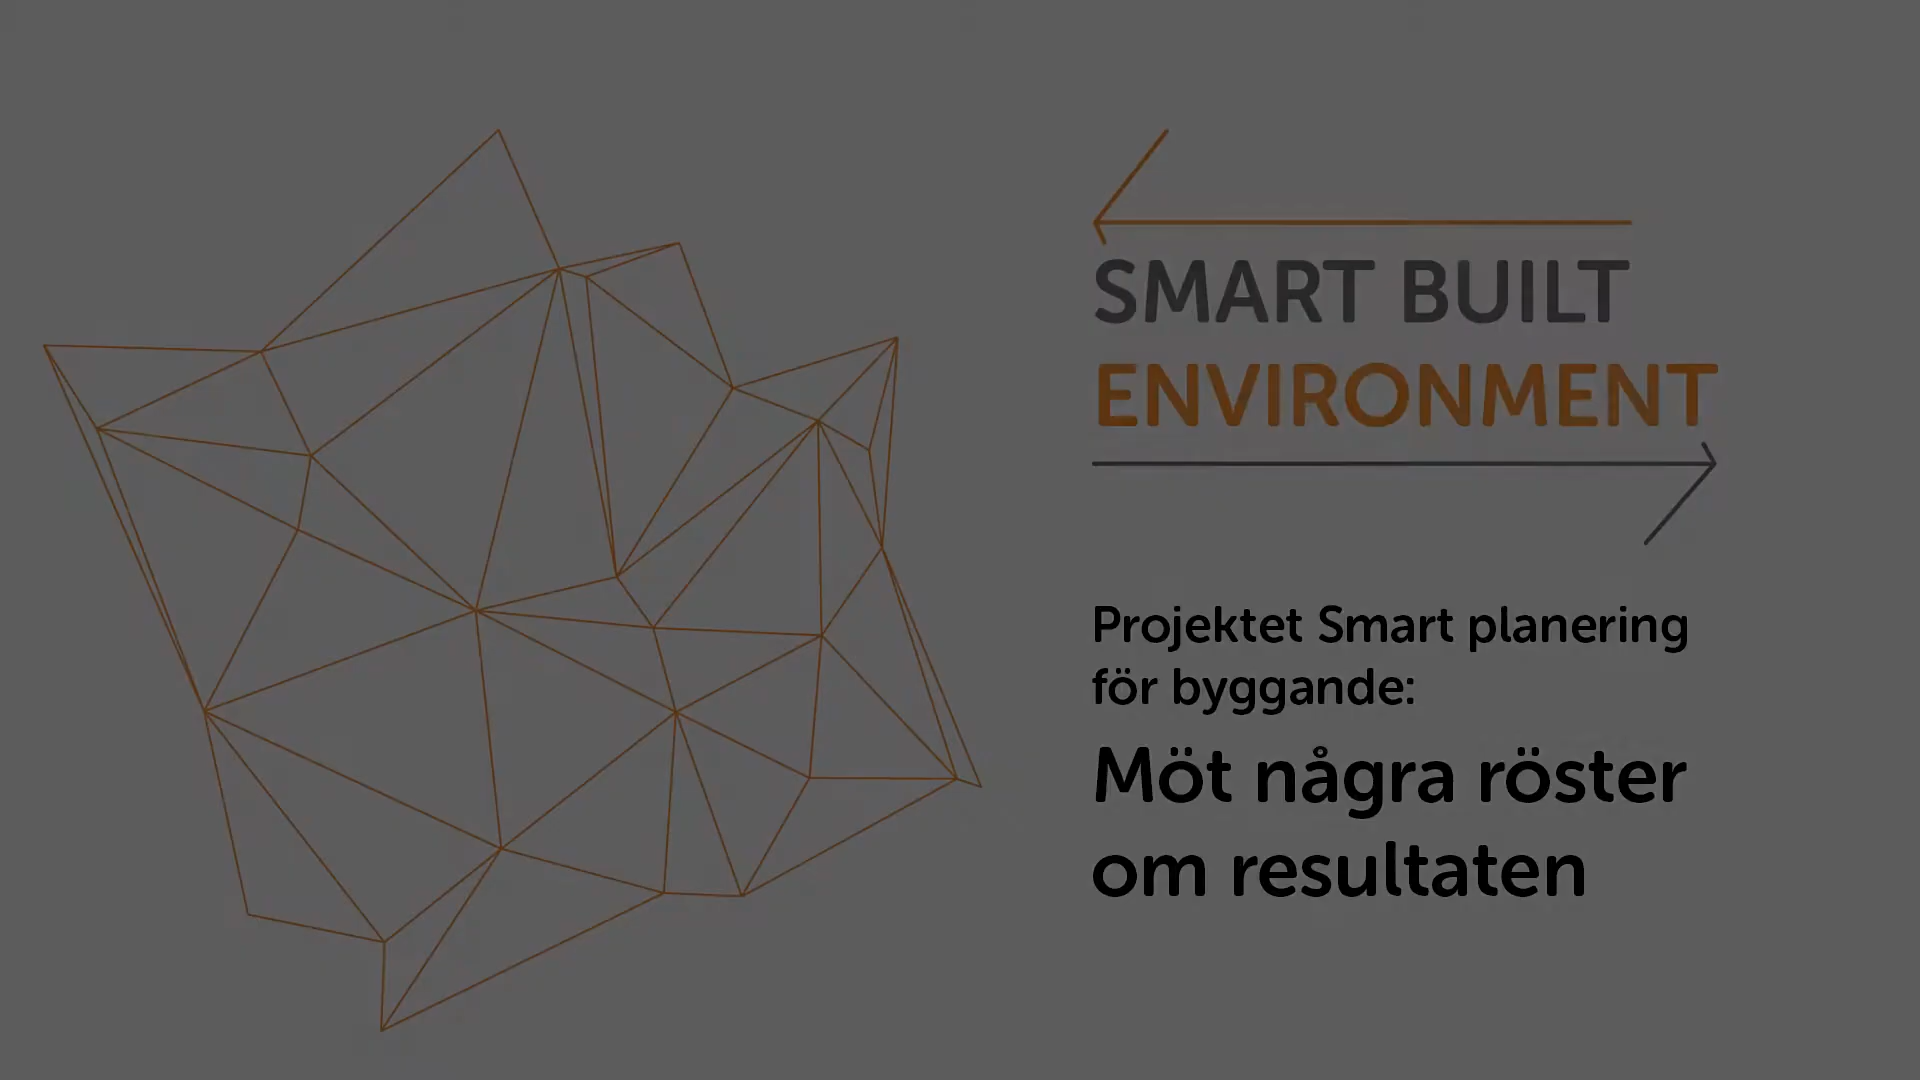 SMART BUILT
ENVIRONMENT
Projektet Smart planering
för byggande:
Möt några röster
om resultaten